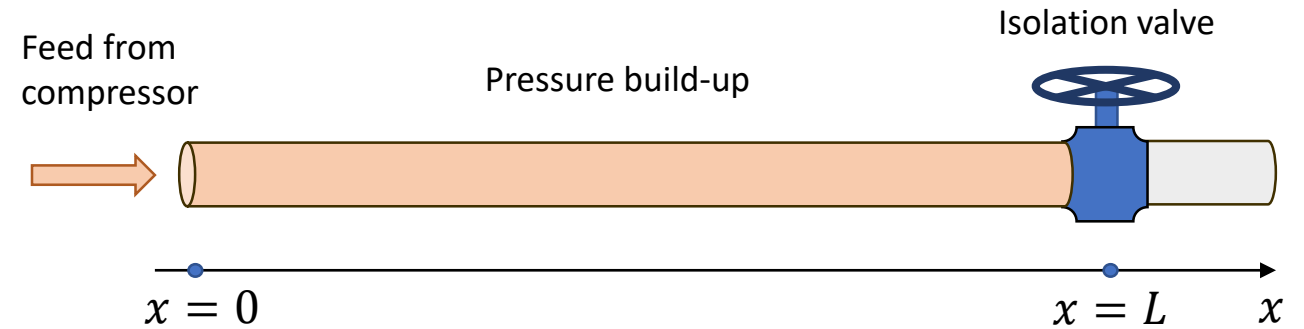 Isolation valve
Feed from
compressor
Pressure build-up
x = 0
x = L
x